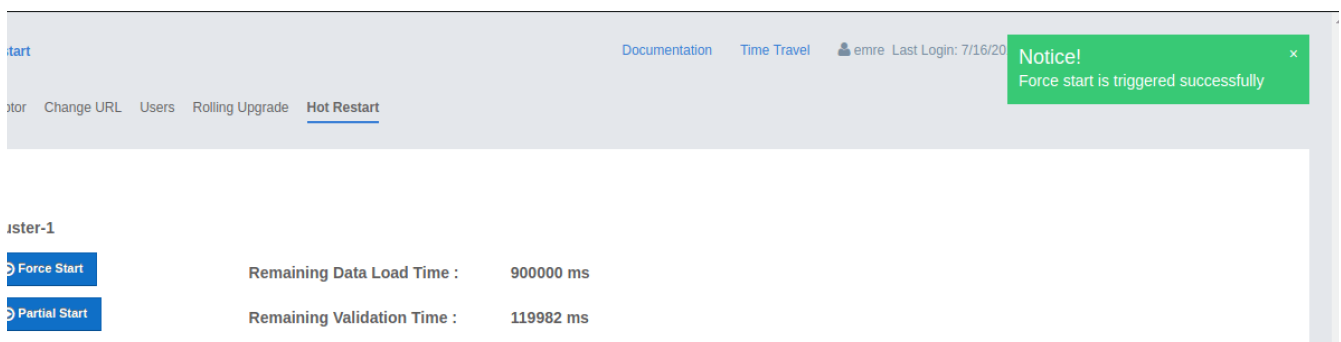 tart
Documentation Time Travel emre Last Login: 7/16/20
Notice! ×
Force start is triggered successfully
otor Change URL Users Rolling Upgrade Hot Restart
uster-1
Force Start Remaining Data Load Time : 900000 ms
Partial Start Remaining Validation Time : 119982 ms